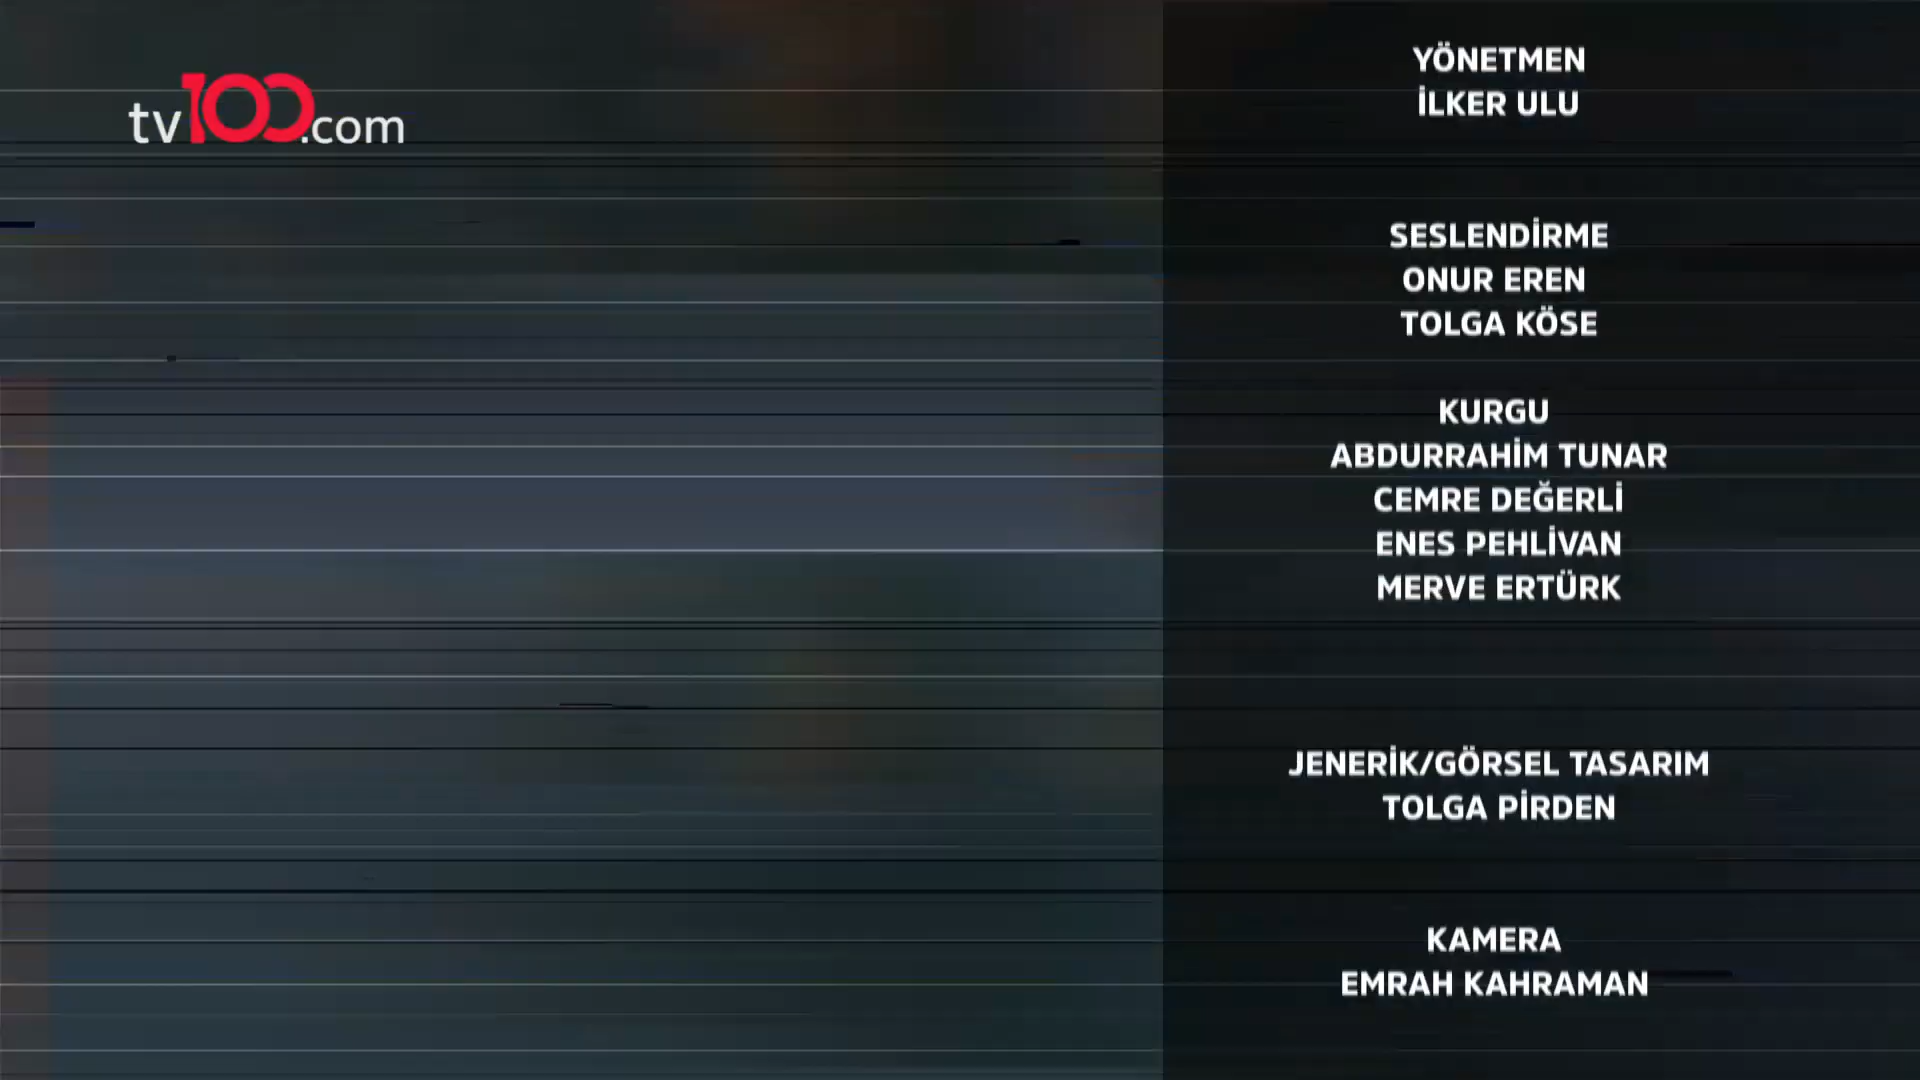 tv100.com
YÖNETMEN
İLKER ULU
SESLENDİRME
ONUR EREN
TOLGA KÖSE
KURGU
ABDURRAHİM TUNAR
CEMRE DEĞERLİ
ENES PEHLİVAN
MERVE ERTÜRK
JENERİK/GÖRSEL TASARIM
TOLGA PİRDEN
KAMERA
EMRAH KAHRAMAN